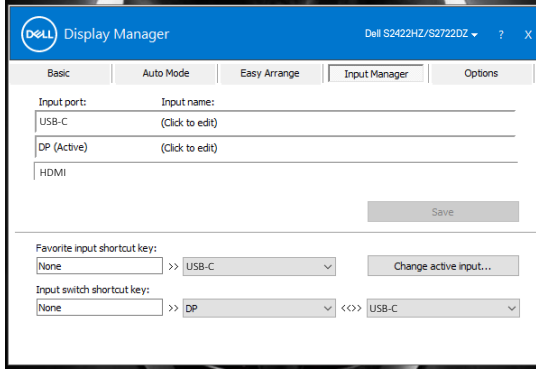 DELL Display Manager Dell S2422HZ/S2722DZ ? X
Basic Auto Mode Easy Arrange Input Manager Options
Input port: Input name:
USB-C (Click to edit)
DP (Active) (Click to edit)
HDMI
Save
Favorite input shortcut key:
None >> USB-C Change active input...
Input switch shortcut key:
None >> DP <<>> USB-C